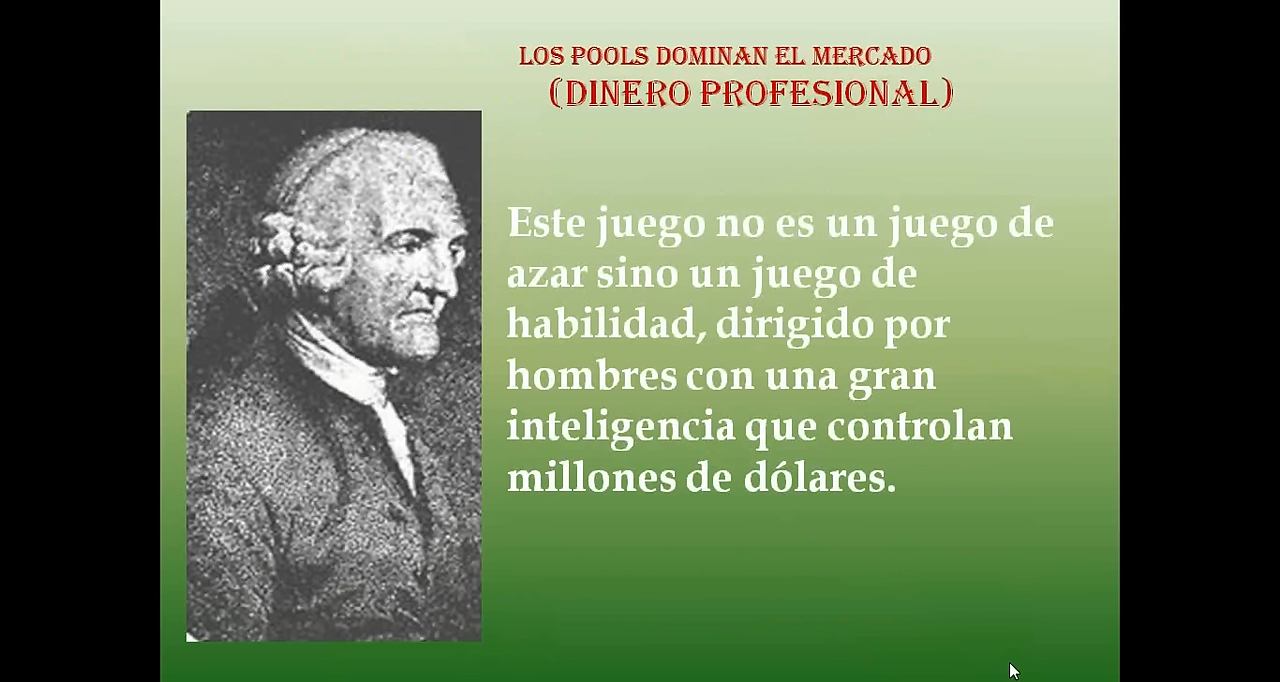 LOS POOLS DOMINAN EL MERCADO
(DINERO PROFESIONAL)
Este juego no es un juego de
azar sino un juego de
habilidad, dirigido por
hombres con una gran
inteligencia que controlan
millones de dólares.